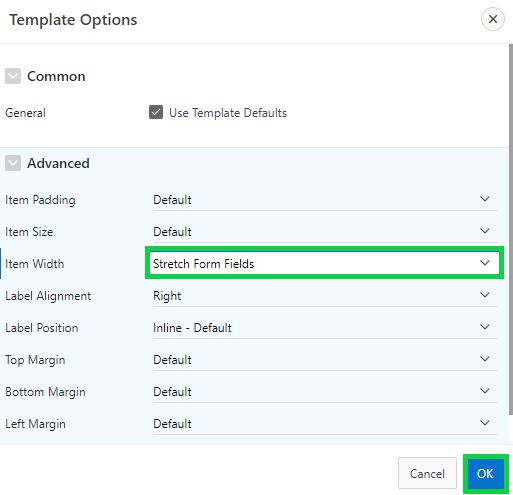 Template Options
Common
General Use Template Defaults
Advanced
Item Padding Default
Item Size Default
Item Width Stretch Form Fields
Label Alignment Right
Label Position Inline - Default
Top Margin Default
Bottom Margin Default
Left Margin Default
Cancel OK